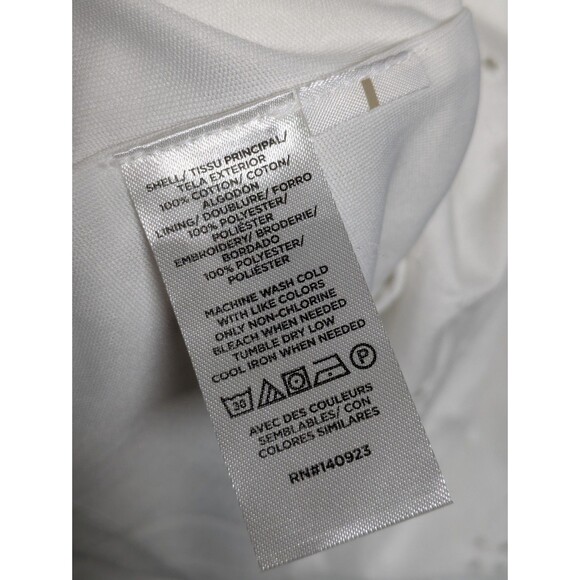 SHELL/ TISSU PRINCIPAL/
TELA EXTERIOR
100% COTTON/ COTON/
ALGODÓN
LINING/ DOUBLURE/ FORRO
100% POLYESTER/
POLIÉSTER
EMBROIDERY/ BRODERIE/
BORDADO
100% POLYESTER/
POLIÉSTER
MACHINE WASH COLD
WITH LIKE COLORS
ONLY NON-CHLORINE
BLEACH WHEN NEEDED
TUMBLE DRY LOW
COOL IRON WHEN NEEDED
30 P
AVEC DES COULEURS
SEMBLABLES/ CON
COLORES SIMILARES
RN#140923